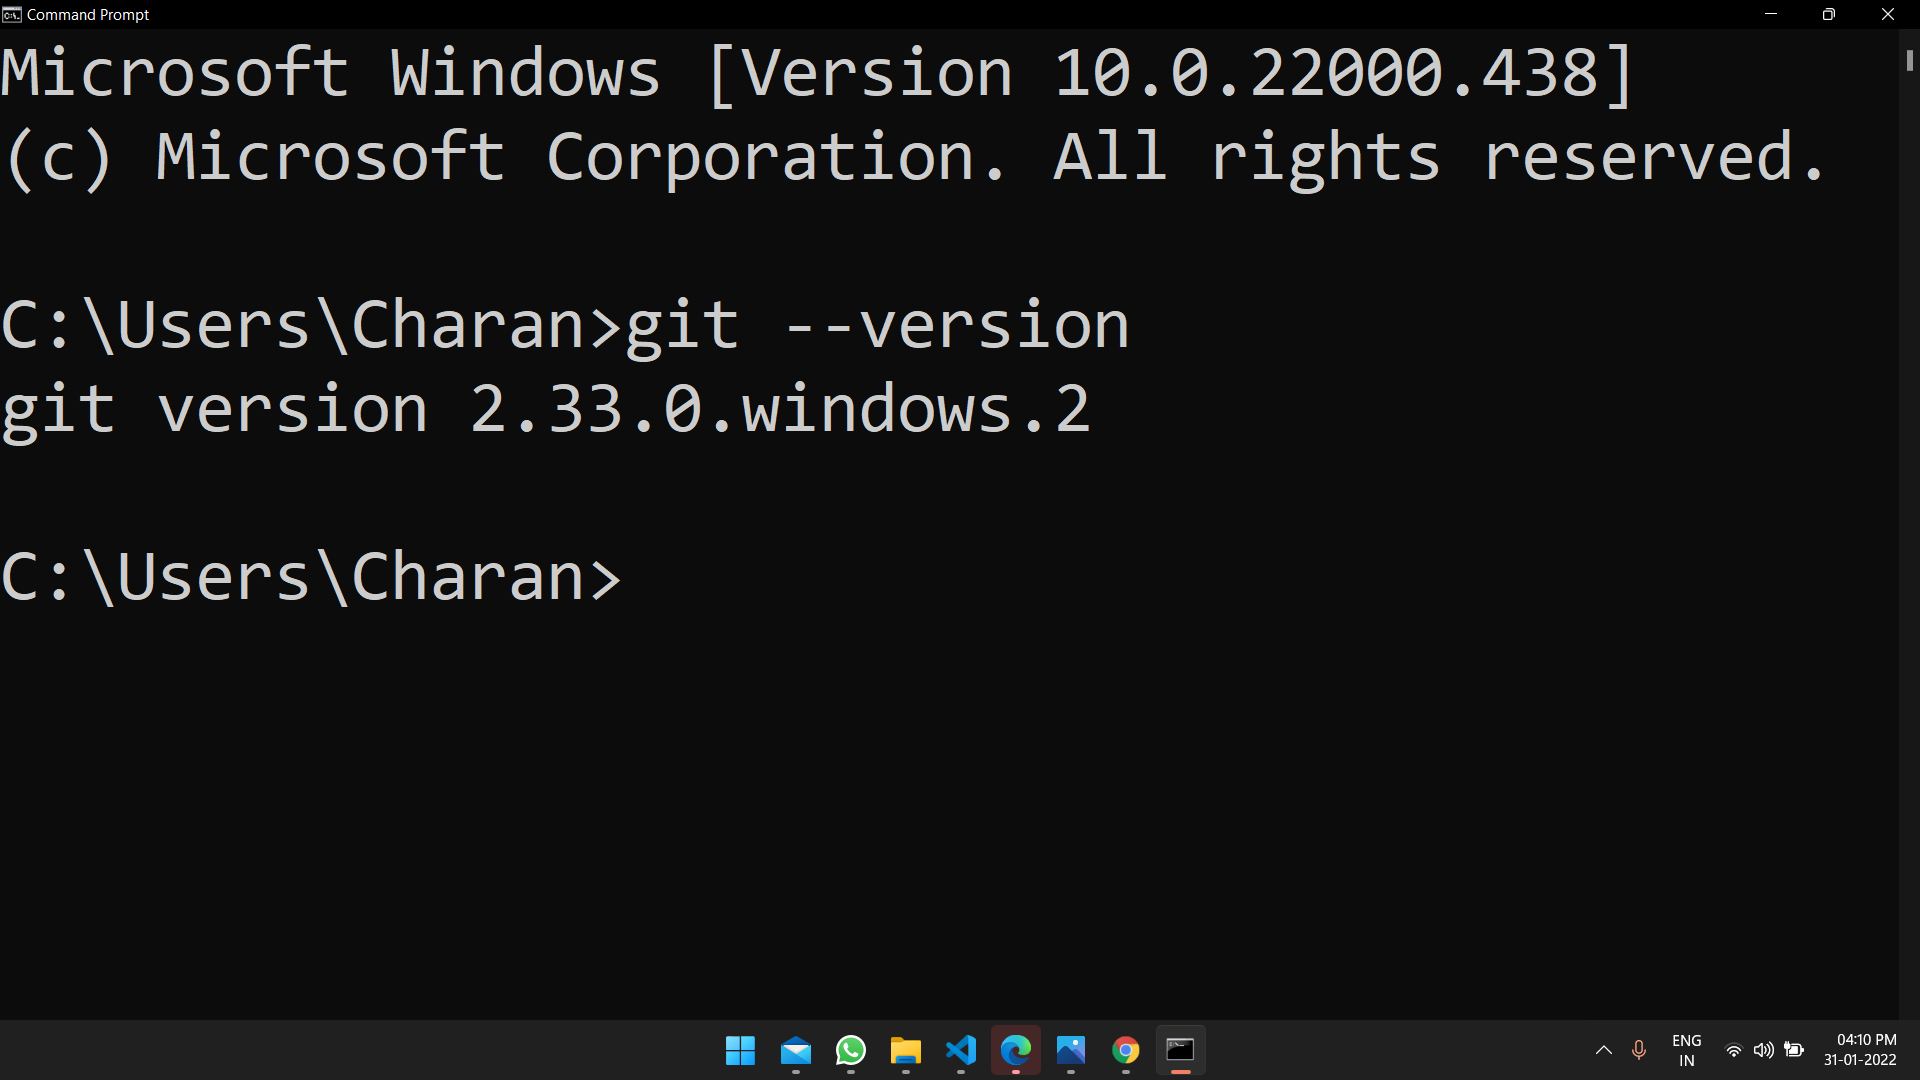 Command Prompt
Microsoft Windows [Version 10.0.22000.438]
(c) Microsoft Corporation. All rights reserved.
C:\Users\Charan>git --version
git version 2.33.0.windows.2
C:\Users\Charan>
ENG
IN
04:10 PM
31-01-2022